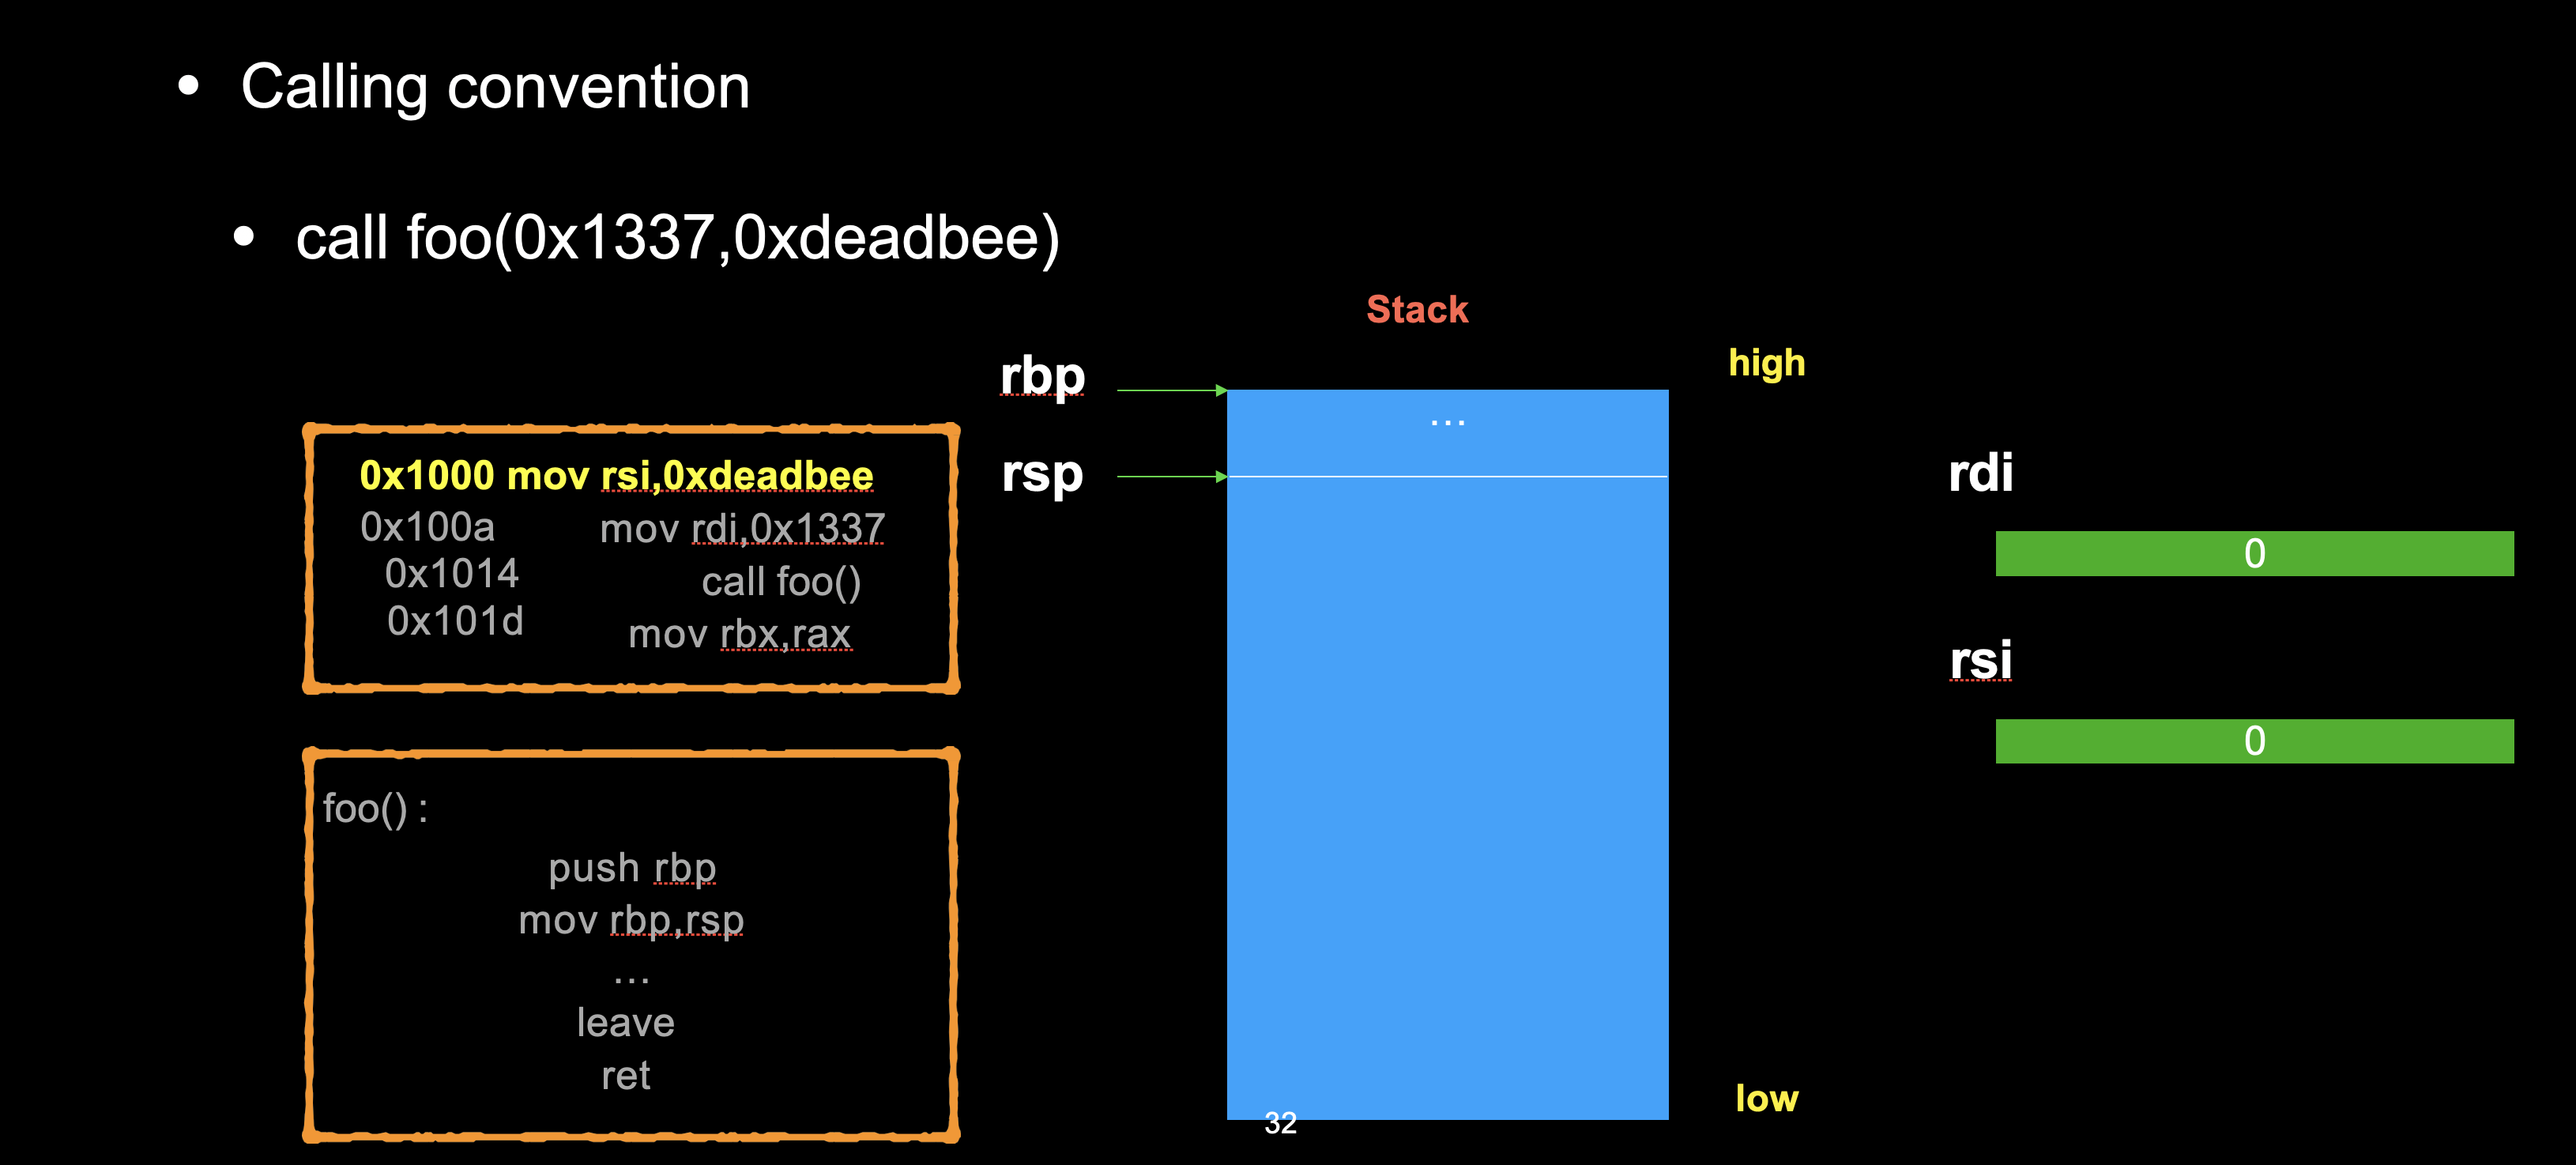 • Calling convention
• call foo(0x1337,0xdeadbee)
Stack
rbp
high
...
rsp
0x1000 mov rsi,0xdeadbee
0x100a mov rdi,0x1337
0x1014 call foo()
0x101d mov rbx,rax
rdi
0
rsi
0
foo() :
push rbp
mov rbp,rsp
...
leave
ret
low
32